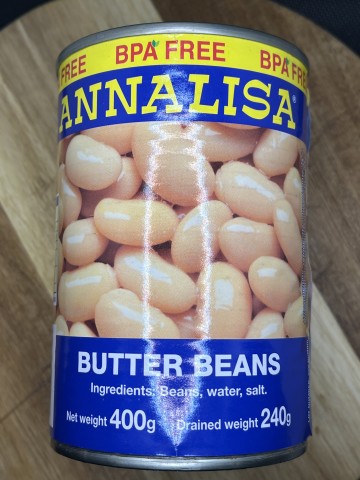 FREE BPA FREE BPA FREE
ANNALISA
BUTTER BEANS
Ingredients: Beans, water, salt.
Net weight 400g Drained weight 240g